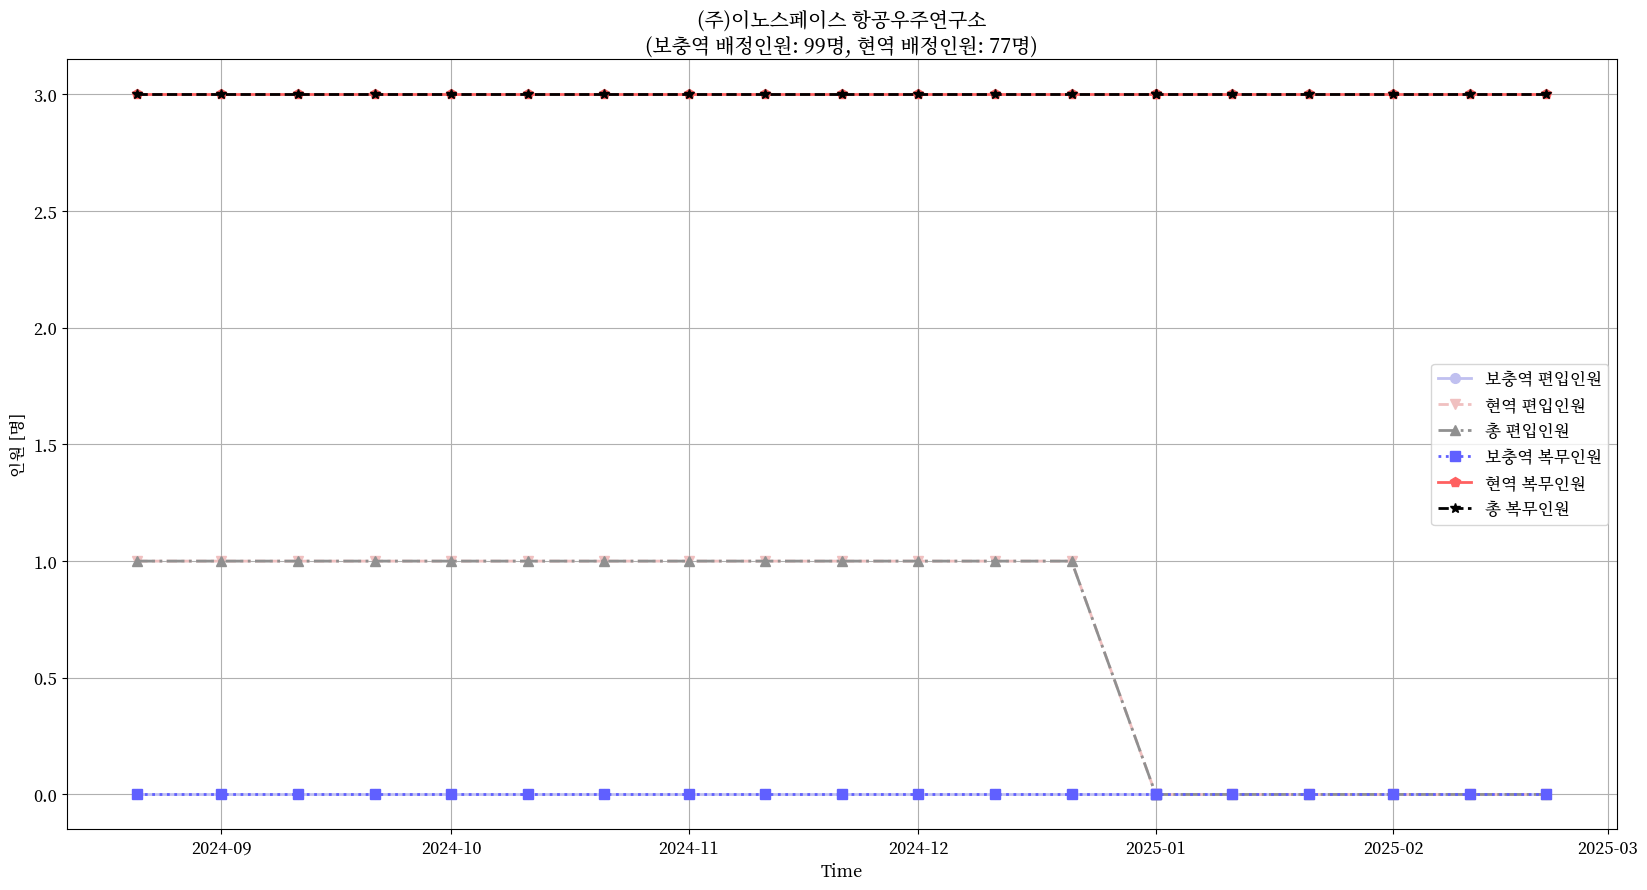 (주)이노스페이스 항공우주연구소
(보충역 배정인원: 99명, 현역 배정인원: 77명)
인원 [명]
3.0
2.5
2.0
1.5
1.0
0.5
0.0
보충역 편입인원
현역 편입인원
총 편입인원
보충역 복무인원
현역 복무인원
총 복무인원
2024-09
2024-10
2024-11
2024-12
2025-01
2025-02
2025-03
Time